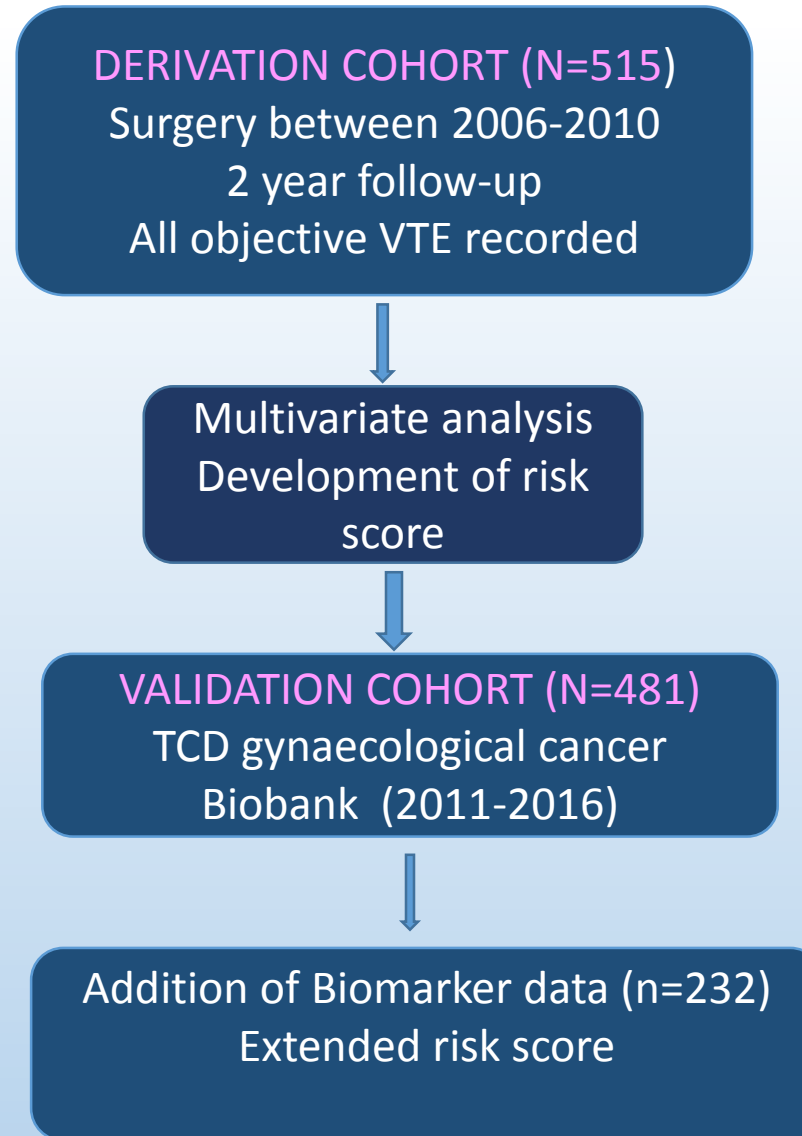 DERIVATION COHORT (N=515)
Surgery between 2006-2010
2 year follow-up
All objective VTE recorded
Multivariate analysis
Development of risk
score
VALIDATION COHORT (N=481)
TCD gynaecological cancer
Biobank (2011-2016)
Addition of Biomarker data (n=232)
Extended risk score